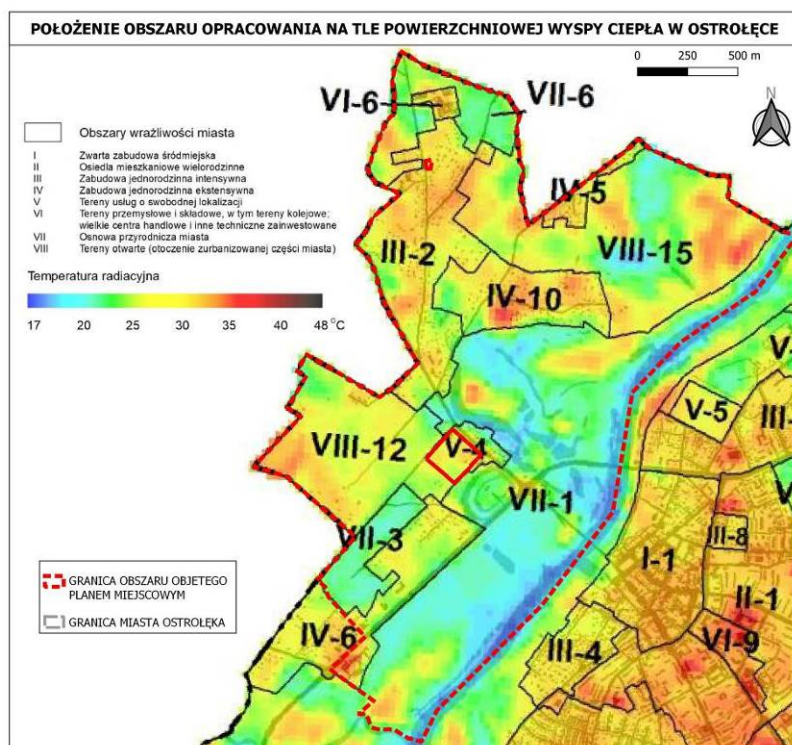 POŁOŻENIE OBSZARU OPRACOWANIA NA TLE POWIERZCHNIOWEJ WYSPY CIEPŁA W OSTROŁĘCE
0 250 500 m
N
Obszary wrażliwości miasta
I Zwarta zabudowa śródmiejska
II Osiedla mieszkaniowe wielorodzinne
III Zabudowa jednorodzinna intensywna
IV Zabudowa jednorodzinna ekstensywna
V Tereny usług o swobodnej lokalizacji
VI Tereny przemysłowe i składowe, w tym tereny kolejowe;
wielkie centra handlowe i inne techniczne zainwestowane
VII Osnowa przyrodnicza miasta
VIII Tereny otwarte (otoczenie zurbanizowanej części miasta)
Temperatura radiacyjna
17 20 25 30 35 40 48 °C
VI-6
VII-6
IV-5
III-2
VIII-15
IV-10
V-
V-5
III-
VIII-12
V-4
VII-1
V
VII-3
III-8
I-1
II-1
IV-6
VI-9
III-4
GRANICA OBSZARU OBJETEGO
PLANEM MIEJSCOWYM
GRANICA MIASTA OSTROŁĘKA